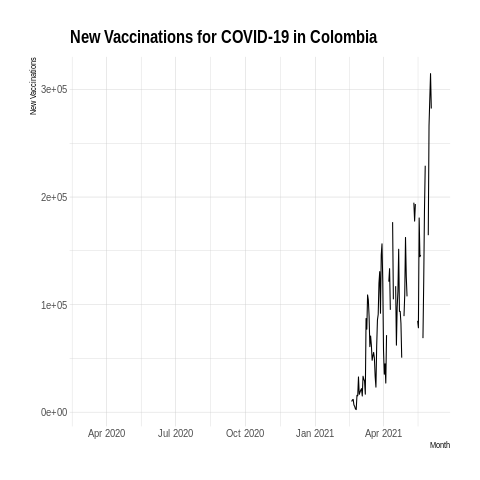 New Vaccinations for COVID-19 in Colombia
New Vaccinations
3e+05
2e+05
1e+05
0e+00
Apr 2020 Jul 2020 Oct 2020 Jan 2021 Apr 2021
Month